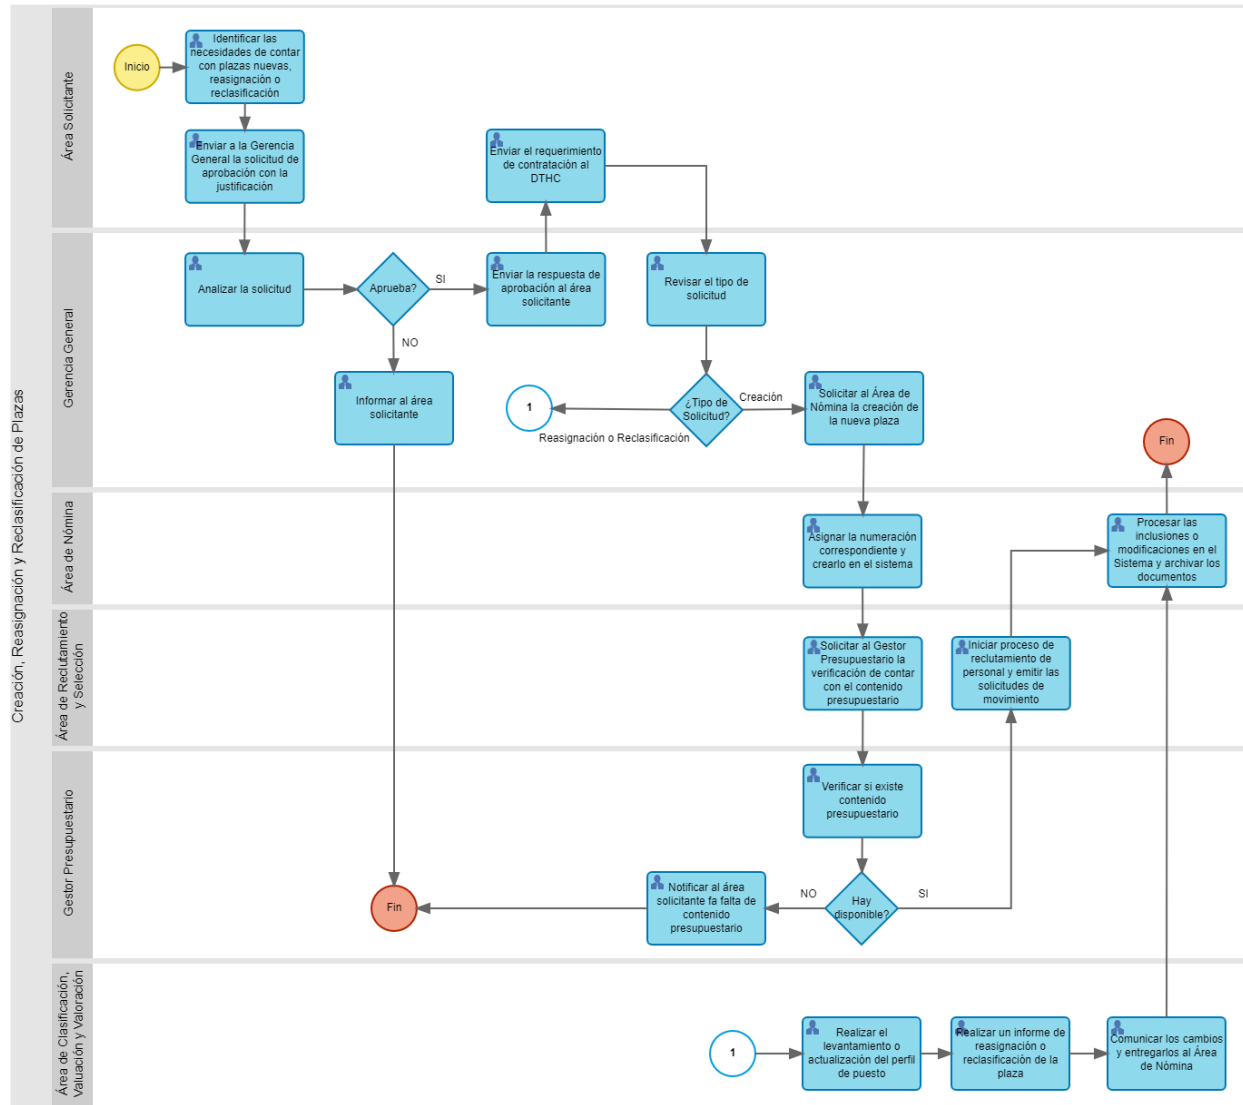 Creación, Reasignación y Reclasificación de Plazas
Área Solicitante
Inicio
Identificar las
necesidades de contar
con plazas nuevas,
reasignación o
reclasificación
Enviar a la Gerencia
General la solicitud de
aprobación con la
justificación
Enviar el requerimiento
de contratación al
DTHC
Gerencia General
Analizar la solicitud
Aprueba?
SI
Enviar la respuesta de
aprobación al área
solicitante
Revisar el tipo de
solicitud
NO
Informar al área
solicitante
1
¿Tipo de
Solicitud?
Creación
Reasignación o Reclasificación
Solicitar al Área de
Nómina la creación de
la nueva plaza
Fin
Área de Nómina
Asignar la numeración
correspondiente y
crearlo en el sistema
Procesar las
inclusiones o
modificaciones en el
Sistema y archivar los
documentos
Área de Reclutamiento
y Selección
Solicitar al Gestor
Presupuestario la
verificación de contar
con el contenido
presupuestario
Iniciar proceso de
reclutamiento de
personal y emitir las
solicitudes de
movimiento
Gestor Presupuestario
Verificar si existe
contenido
presupuestario
Fin
Notificar al área
solicitante fa falta de
contenido
presupuestario
NO
Hay
disponible?
SI
Área de Clasificación,
Valuación y Valoración
1
Realizar el
levantamiento o
actualización del perfil
de puesto
Realizar un informe de
reasignación o
reclasificación de la
plaza
Comunicar los cambios
y entregarlos al Área
de Nómina